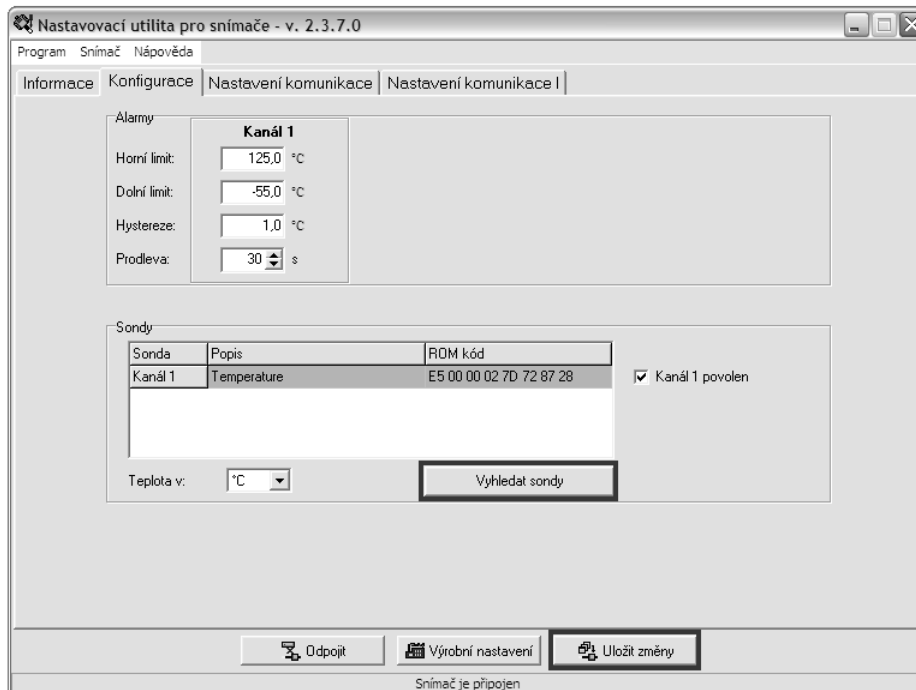 Nastavovací utilita pro snímače - v. 2.3.7.0
Program Snímač Nápověda
Informace Konfigurace Nastavení komunikace Nastavení komunikace I
Alarmy
Kanál 1
Horní limit: 125,0 °C
Dolní limit: -55,0 °C
Hystereze: 1,0 °C
Prodleva: 30 s
Sondy
Sonda Popis ROM kód
Kanál 1 Temperature E5 00 00 02 7D 72 87 28 Kanál 1 povolen
Teplota v: °C Vyhledat sondy
Odpojit Výrobní nastavení Uložit změny
Snímač je připojen